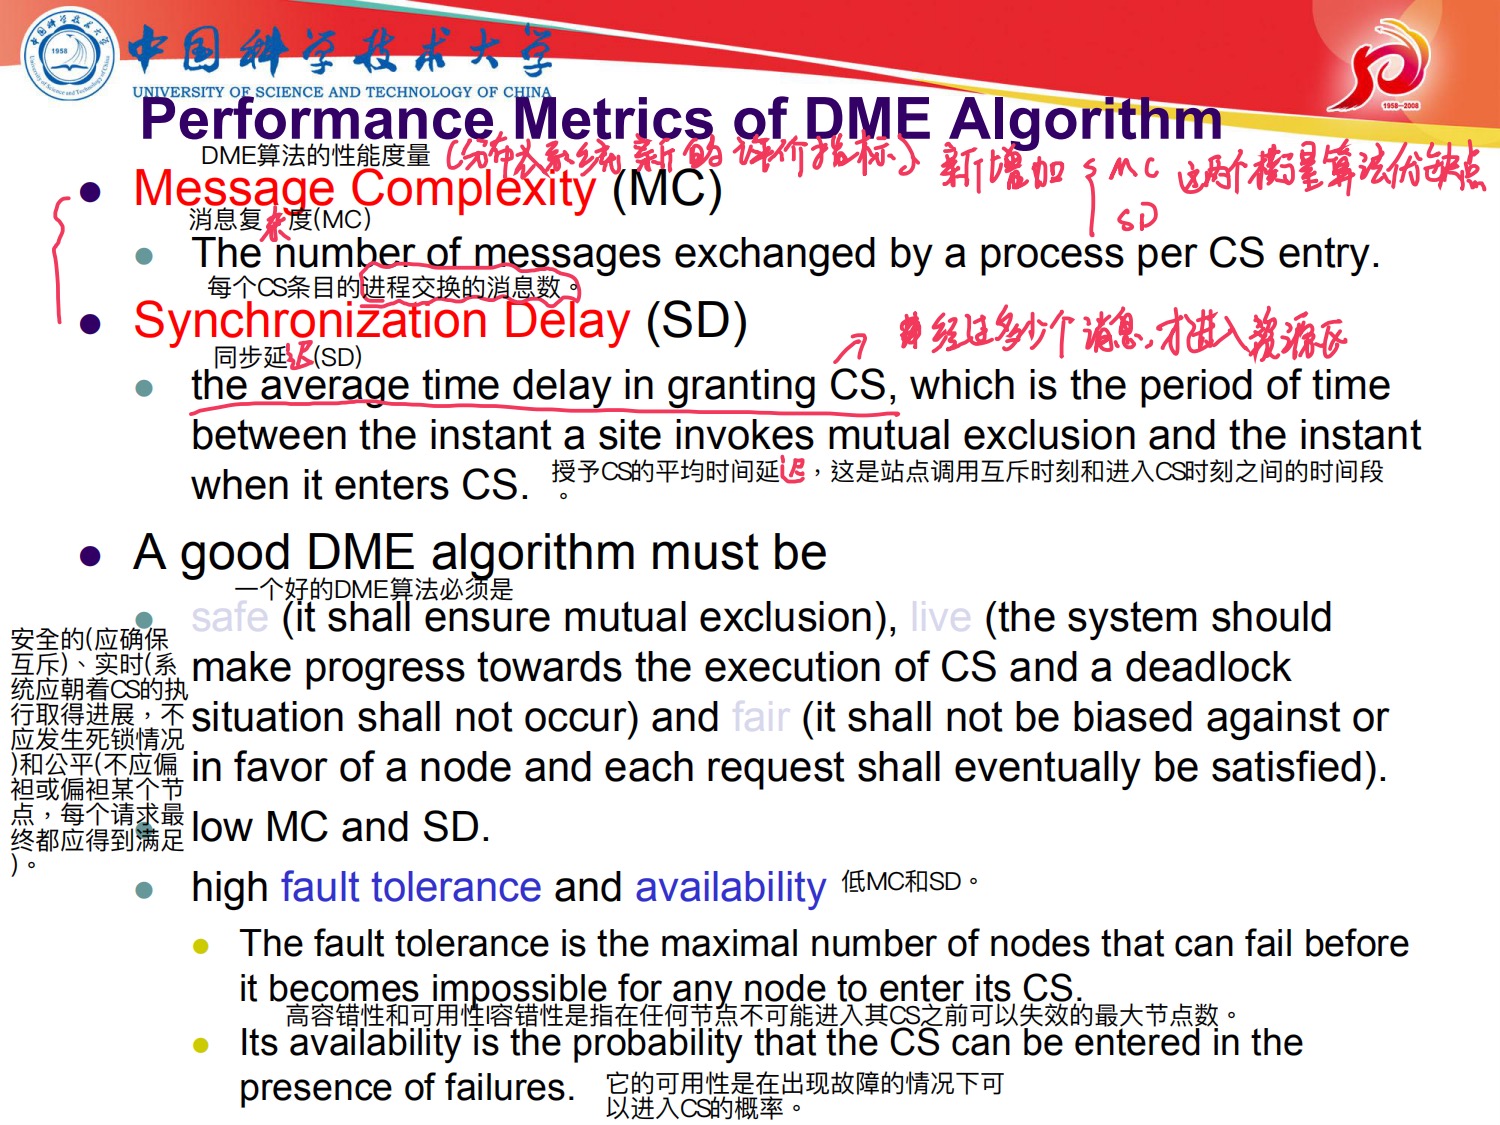 中国科学技术大学
UNIVERSITY OF SCIENCE AND TECHNOLOGY OF CHINA
1958
1958—2008
Performance Metrics of DME Algorithm
DME算法的性能度量
(分布式系统新的评价指标) 新增加 MC 这两个衡量算法优缺点
SD
Message Complexity (MC)
消息复杂度(MC)
The number of messages exchanged by a process per CS entry.
每个CS条目的进程交换的消息数。
Synchronization Delay (SD)
经过多少个消息,才进入资源区
同步延迟(SD)
the average time delay in granting CS, which is the period of time
between the instant a site invokes mutual exclusion and the instant
when it enters CS.
授予CS的平均时间延迟,这是站点调用互斥时刻和进入CS时刻之间的时间段
。
A good DME algorithm must be
一个好的DME算法必须是
safe (it shall ensure mutual exclusion), live (the system should
make progress towards the execution of CS and a deadlock
situation shall not occur) and fair (it shall not be biased against or
in favor of a node and each request shall eventually be satisfied).
安全的(应确保
互斥)、实时(系
统应朝着CS的执
行取得进展,不
应发生死锁情况
)和公平(不应偏
袒或偏袒某个节
点,每个请求最
终都应得到满足
)。
low MC and SD.
high fault tolerance and availability
低MC和SD。
The fault tolerance is the maximal number of nodes that can fail before
it becomes impossible for any node to enter its CS.
高容错性和可用性l容错性是指在任何节点不可能进入其CS之前可以失效的最大节点数。
Its availability is the probability that the CS can be entered in the
presence of failures.
它的可用性是在出现故障的情况下可
以进入CS的概率。